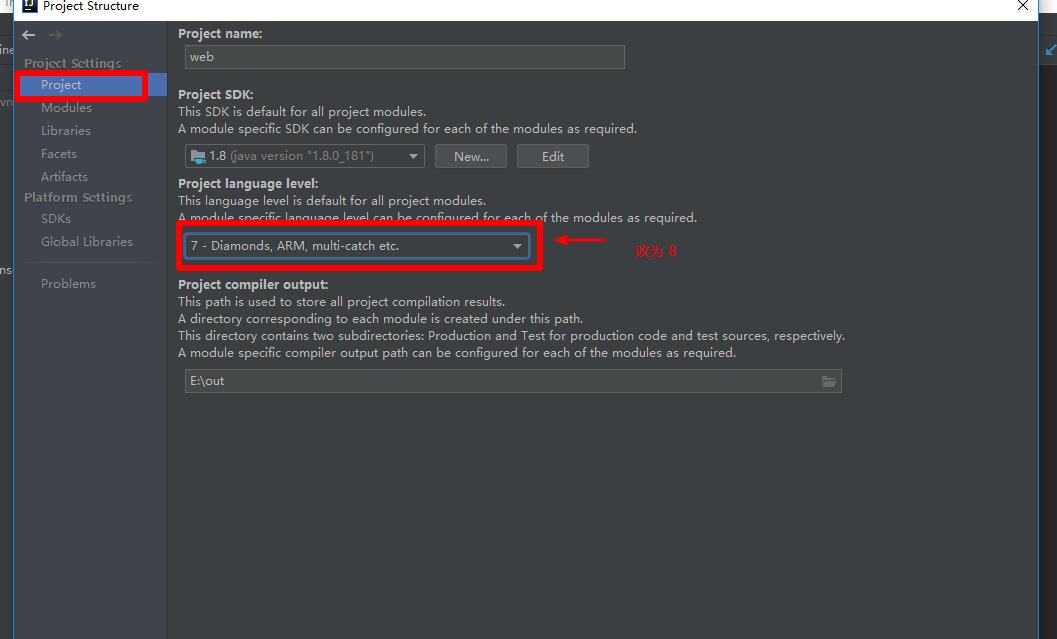 Project Structure
Project Settings
Project
Modules
Libraries
Facets
Artifacts
Platform Settings
SDKs
Global Libraries
Problems
Project name:
web
Project SDK:
This SDK is default for all project modules.
A module specific SDK can be configured for each of the modules as required.
1.8 (java version "1.8.0_181")
New...
Edit
Project language level:
This language level is default for all project modules.
A module specific language level can be configured for each of the modules as required.
7 - Diamonds, ARM, multi-catch etc.
改为 8
Project compiler output:
This path is used to store all project compilation results.
A directory corresponding to each module is created under this path.
This directory contains two subdirectories: Production and Test for production code and test sources, respectively.
A module specific compiler output path can be configured for each of the modules as required.
E:\out